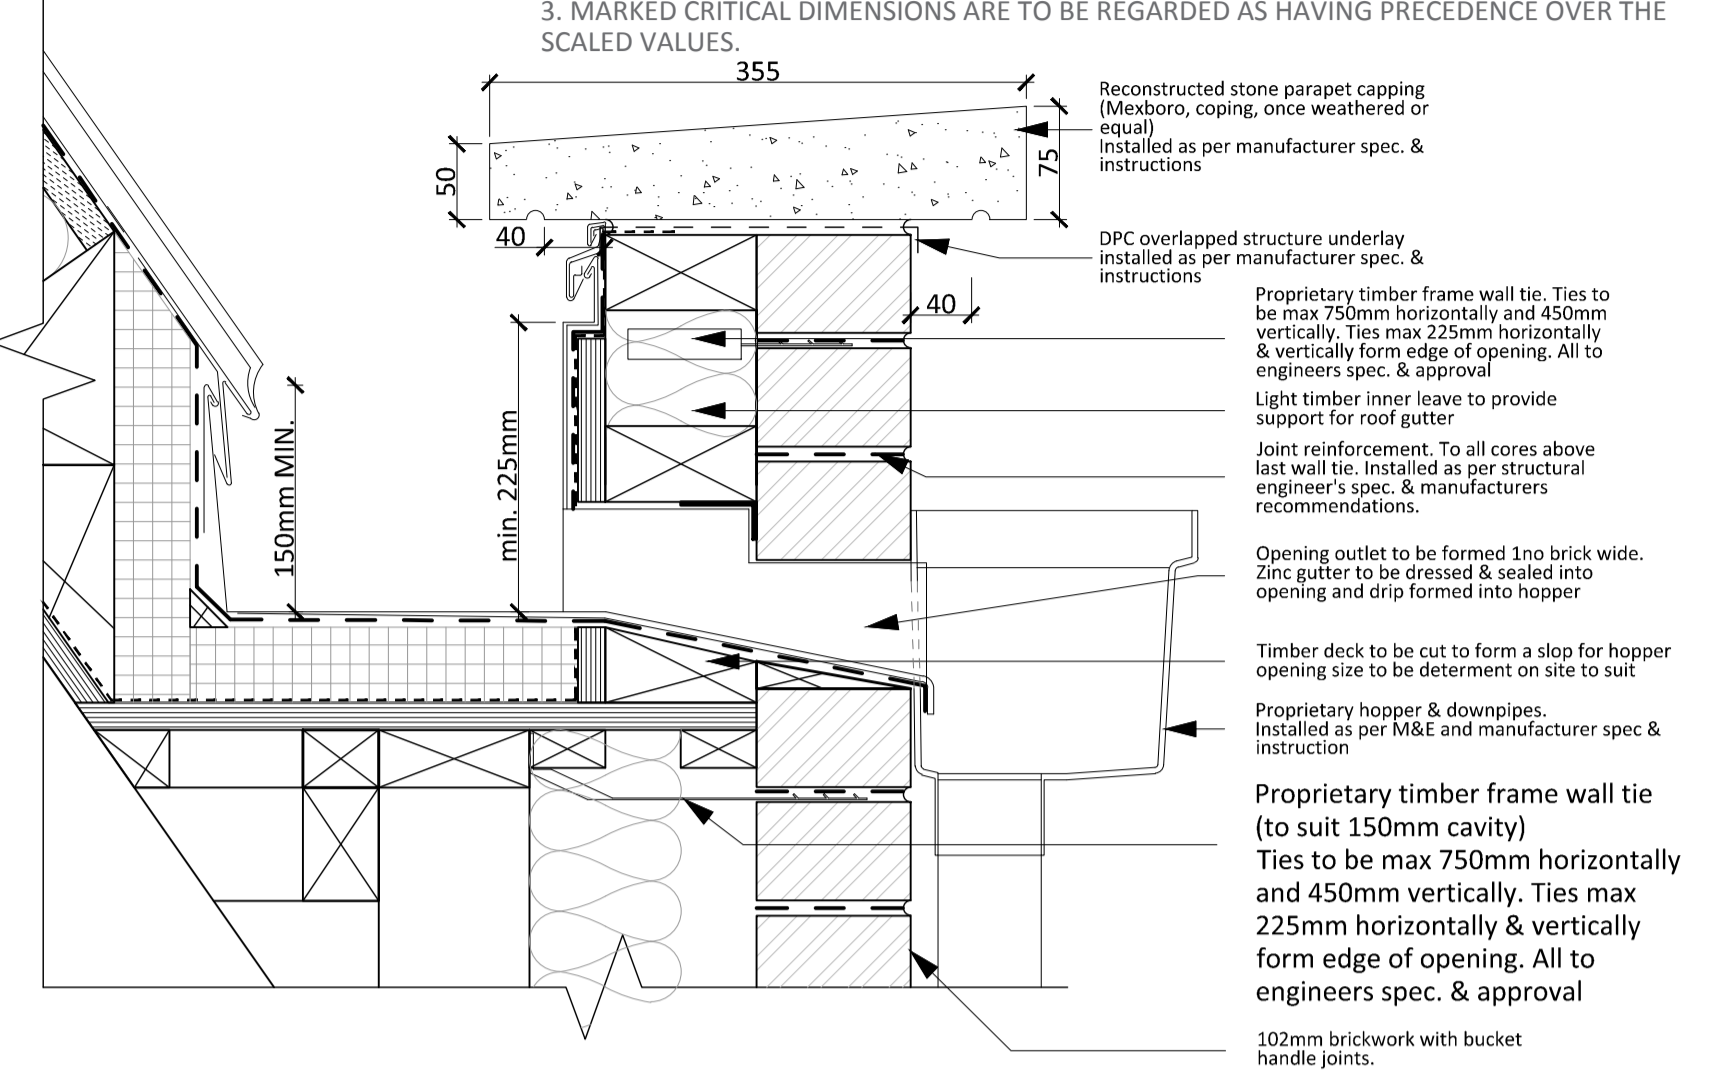 3. MARKED CRITICAL DIMENSIONS ARE TO BE REGARDED AS HAVING PRECEDENCE OVER THE
SCALED VALUES.
355
Reconstructed stone parapet capping
(Mexboro, coping, once weathered or
equal)
Installed as per manufacturer spec. &
instructions
50
75
40
DPC overlapped structure underlay
installed as per manufacturer spec. &
instructions
40
Proprietary timber frame wall tie. Ties to
be max 750mm horizontally and 450mm
vertically. Ties max 225mm horizontally
& vertically form edge of opening. All to
engineers spec. & approval
Light timber inner leave to provide
support for roof gutter
150mm MIN.
min. 225mm
Joint reinforcement. To all cores above
last wall tie. Installed as per structural
engineer's spec. & manufacturers
recommendations.
Opening outlet to be formed 1no brick wide.
Zinc gutter to be dressed & sealed into
opening and drip formed into hopper
Timber deck to be cut to form a slop for hopper
opening size to be determent on site to suit
Proprietary hopper & downpipes.
Installed as per M&E and manufacturer spec &
instruction
Proprietary timber frame wall tie
(to suit 150mm cavity)
Ties to be max 750mm horizontally
and 450mm vertically. Ties max
225mm horizontally & vertically
form edge of opening. All to
engineers spec. & approval
102mm brickwork with bucket
handle joints.